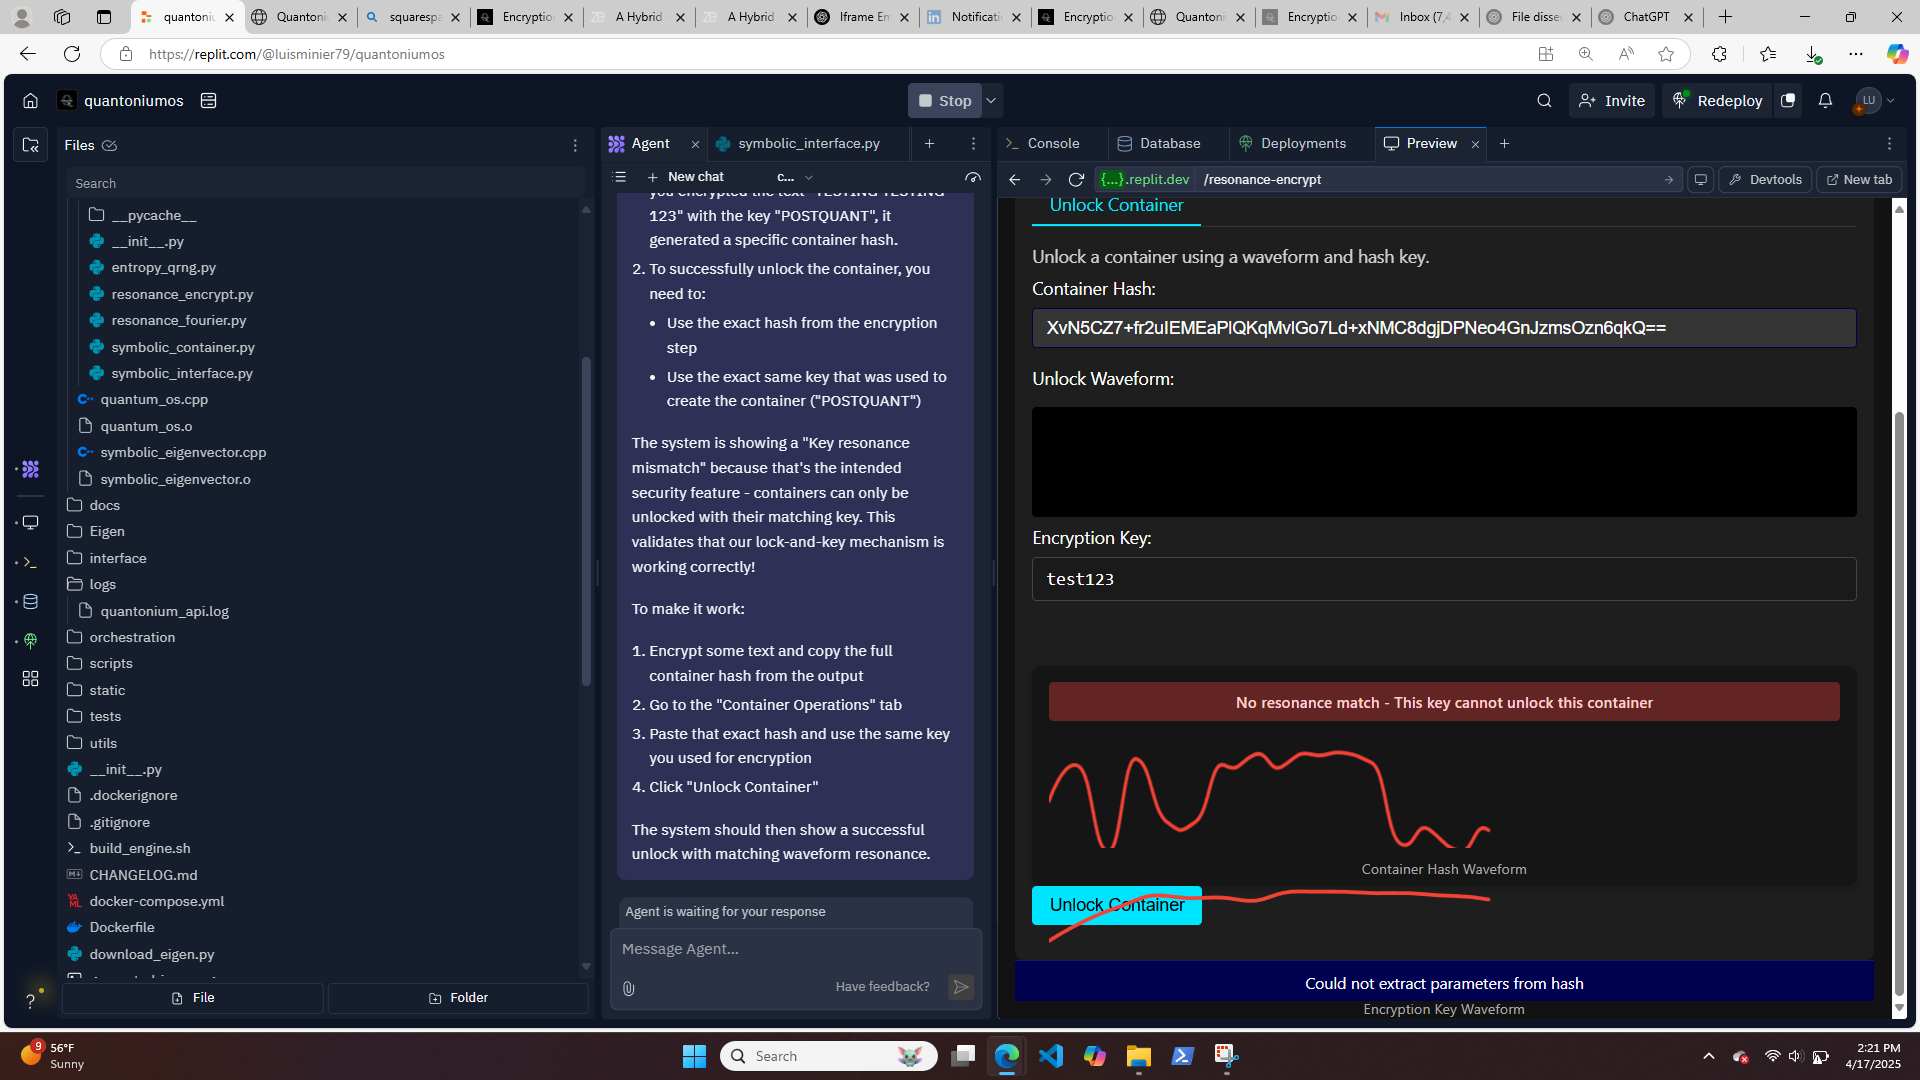 quantoniu
Quantoni
squarespa
Encryption
A Hybrid
A Hybrid
Iframe En
Notificati
Encryption
Quantoni
Encryption
Inbox (7,4
File disse
ChatGPT
https://replit.com/@luisminier79/quantoniumos
quantoniumos
Stop
Invite
Redeploy
LU
Files
Search
__pycache__
__init__.py
entropy_qrng.py
resonance_encrypt.py
resonance_fourier.py
symbolic_container.py
symbolic_interface.py
quantum_os.cpp
quantum_os.o
symbolic_eigenvector.cpp
symbolic_eigenvector.o
docs
Eigen
interface
logs
quantonium_api.log
orchestration
scripts
static
tests
utils
__init__.py
.dockerignore
.gitignore
build_engine.sh
CHANGELOG.md
docker-compose.yml
Dockerfile
download_eigen.py
File
Folder
Agent
symbolic_interface.py
New chat
c...
you encrypted the text "TESTING TESTING
123" with the key "POSTQUANT", it
generated a specific container hash.
2. To successfully unlock the container, you
need to:
• Use the exact hash from the encryption
step
• Use the exact same key that was used to
create the container ("POSTQUANT")
The system is showing a "Key resonance
mismatch" because that's the intended
security feature - containers can only be
unlocked with their matching key. This
validates that our lock-and-key mechanism is
working correctly!
To make it work:
1. Encrypt some text and copy the full
container hash from the output
2. Go to the "Container Operations" tab
3. Paste that exact hash and use the same key
you used for encryption
4. Click "Unlock Container"
The system should then show a successful
unlock with matching waveform resonance.
Agent is waiting for your response
Message Agent...
Have feedback?
Console
Database
Deployments
Preview
{...}.replit.dev
/resonance-encrypt
Devtools
New tab
Unlock Container
Unlock a container using a waveform and hash key.
Container Hash:
XvN5CZ7+fr2uIEMEaPlQKqMvlGo7Ld+xNMC8dgjDPNeo4GnJzmsOzn6qkQ==
Unlock Waveform:
Encryption Key:
test123
No resonance match - This key cannot unlock this container
Container Hash Waveform
Unlock Container
Could not extract parameters from hash
Encryption Key Waveform
9
56°F
Sunny
Search
2:21 PM
4/17/2025